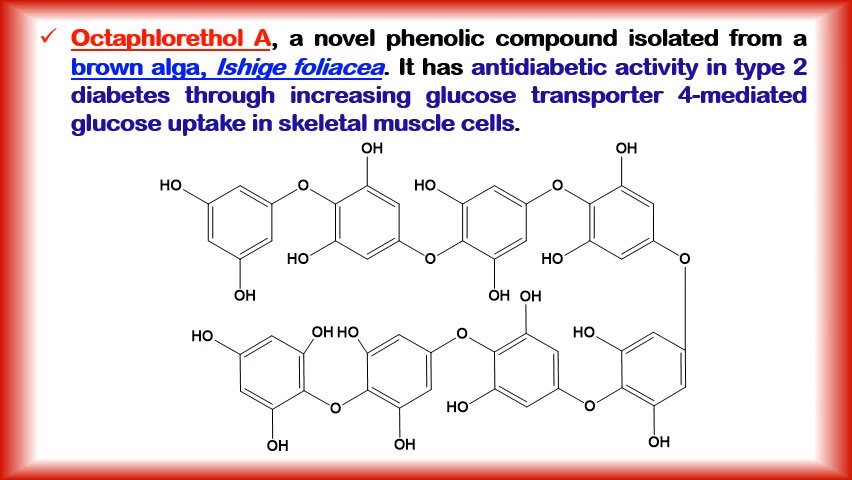 ✓ Octaphlorethol A, a novel phenolic compound isolated from a
brown alga, Ishige foliacea. It has antidiabetic activity in type 2
diabetes through increasing glucose transporter 4-mediated
glucose uptake in skeletal muscle cells.
OH OH
HO O HO O
HO O HO O
OH OH OH
HO OH HO O HO
O HO O
OH OH OH